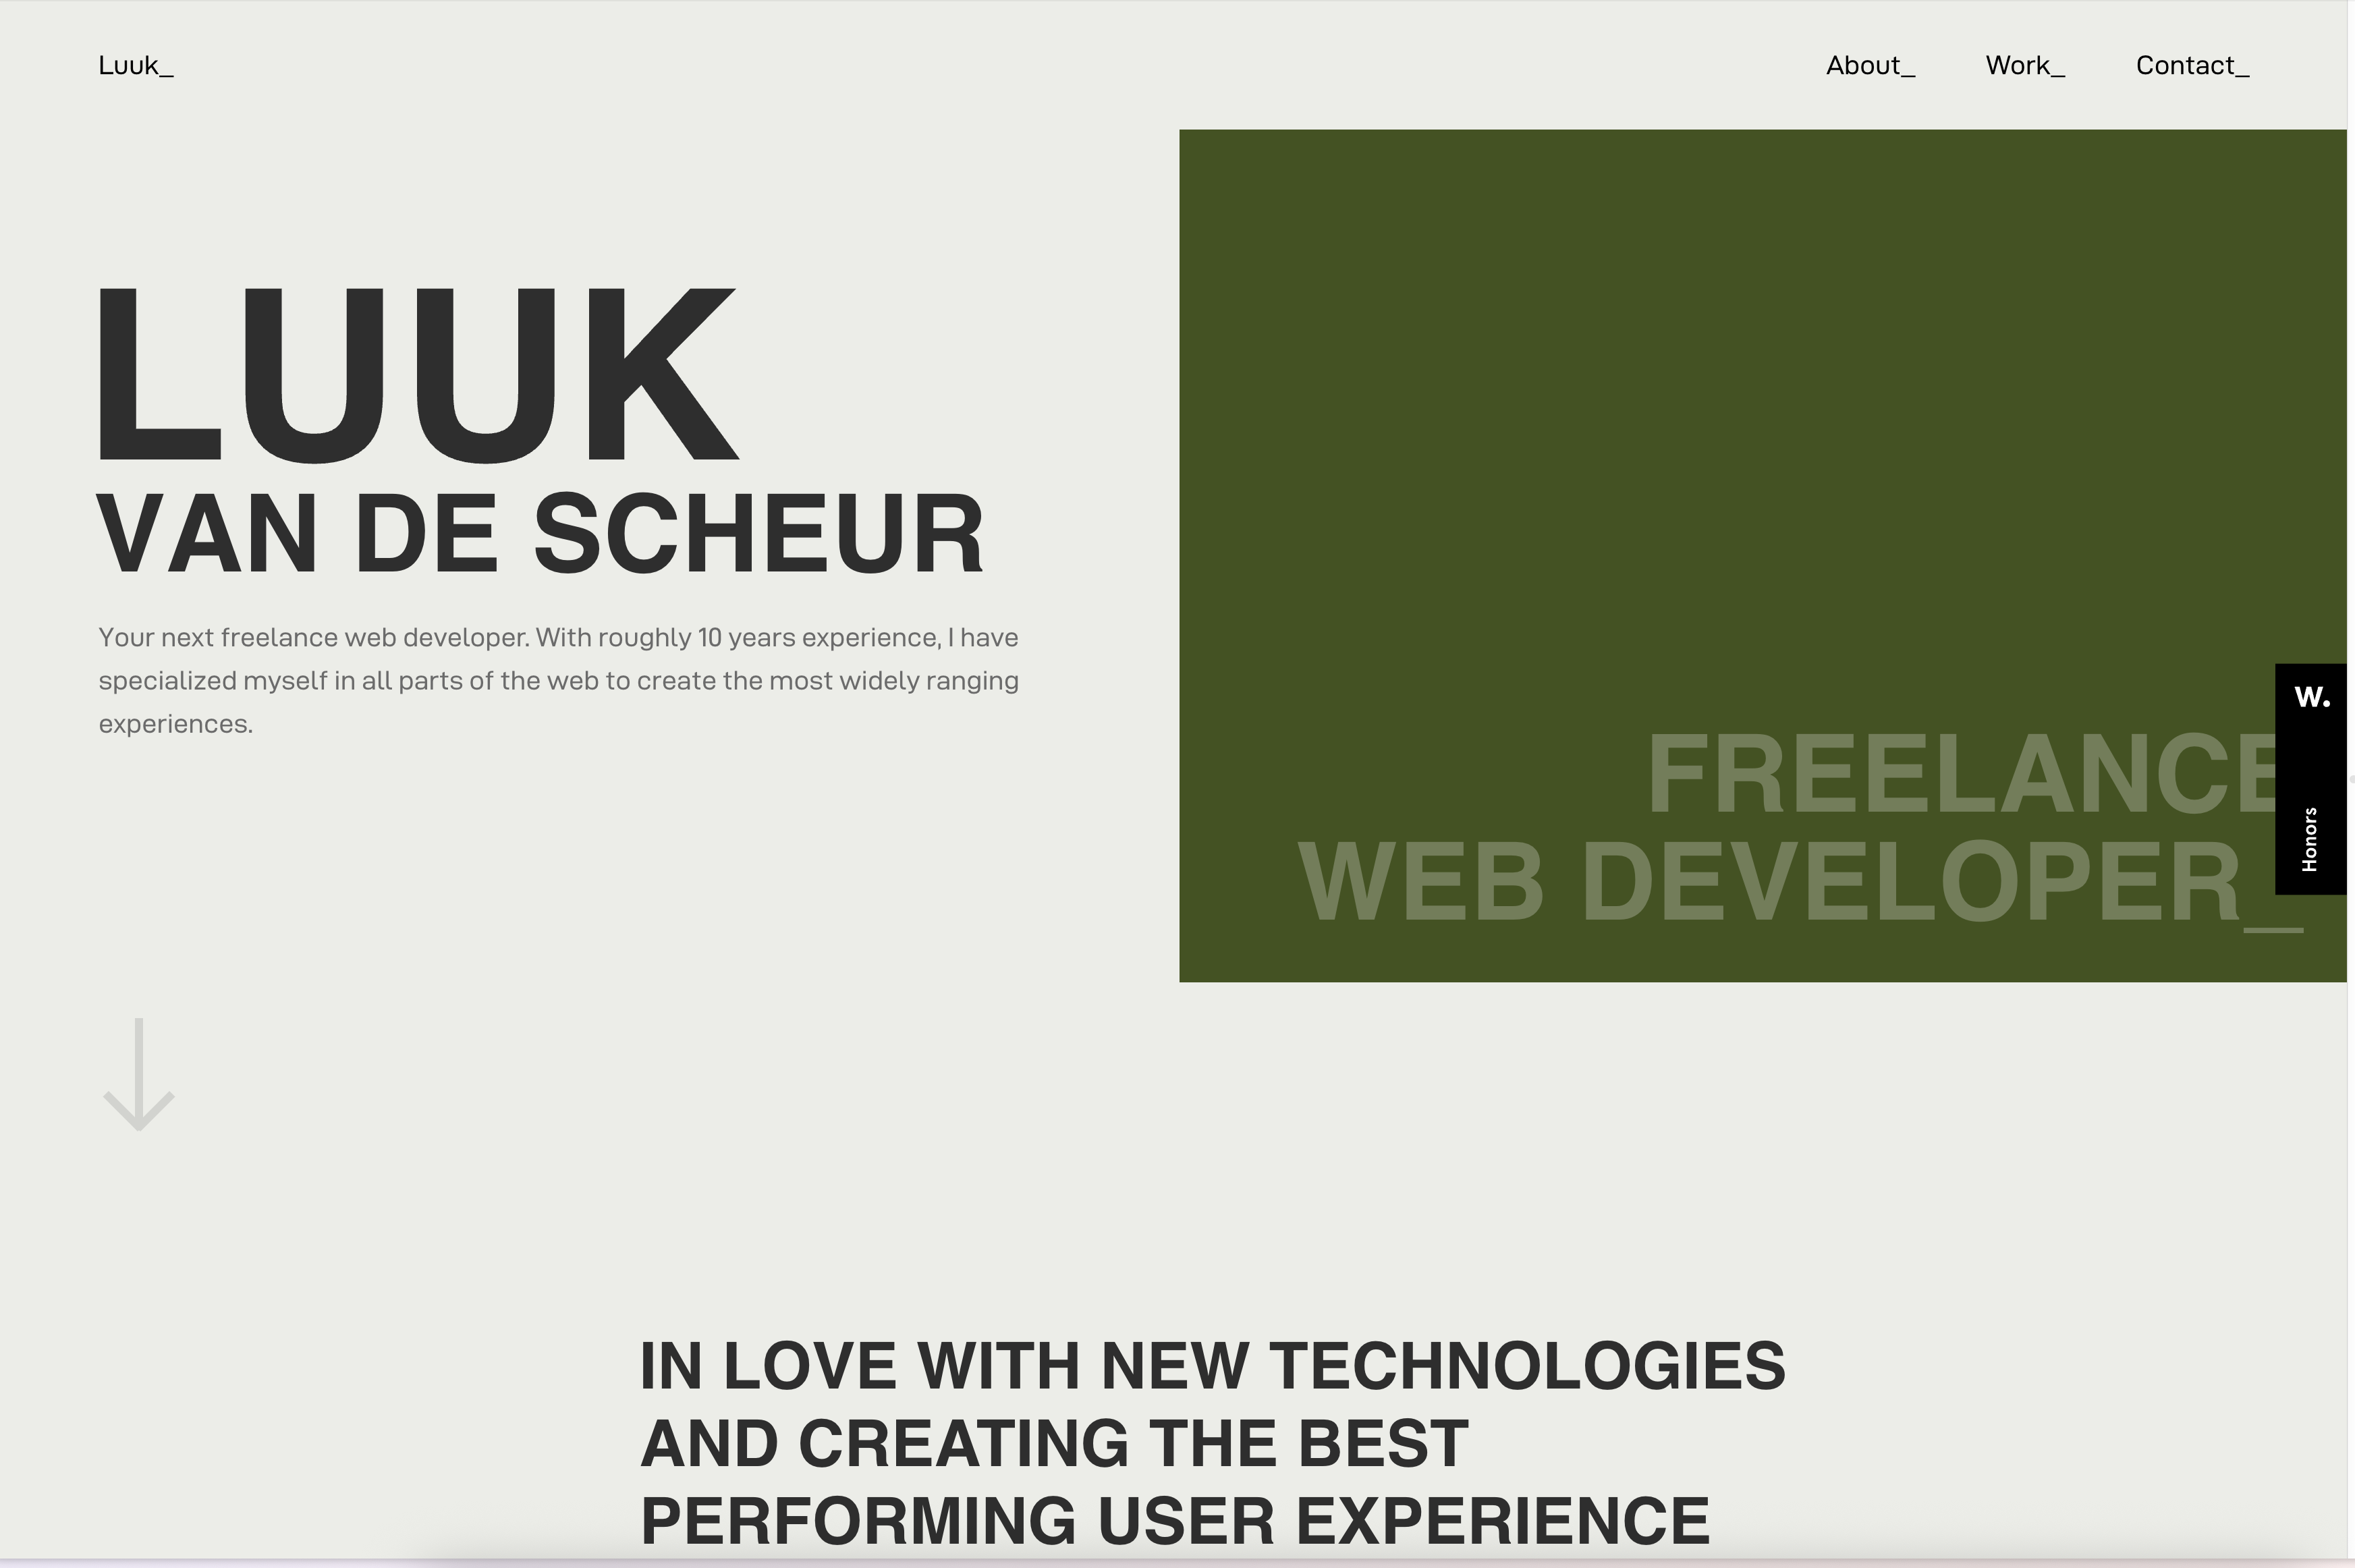 Luuk_
About_ Work_ Contact_
LUUK
VAN DE SCHEUR
Your next freelance web developer. With roughly 10 years experience, I have
specialized myself in all parts of the web to create the most widely ranging
experiences.
FREELANCE
WEB DEVELOPER_
W.
Honors
IN LOVE WITH NEW TECHNOLOGIES
AND CREATING THE BEST
PERFORMING USER EXPERIENCE